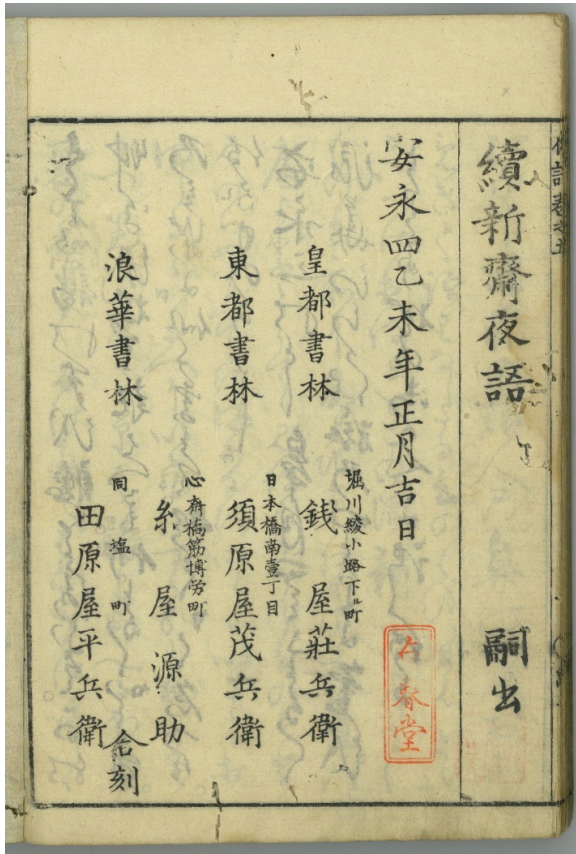 續新齋夜語 嗣出
安永四乙未年正月吉日
皇都書林
堀川綾小路下ル町
銭屋莊兵衛
東都書林
日本橋南壹丁目
須原屋茂兵衛
浪華書林
心斎橋筋博労町
糸屋源助
同塩町
田原屋平兵衛
合刻
春堂